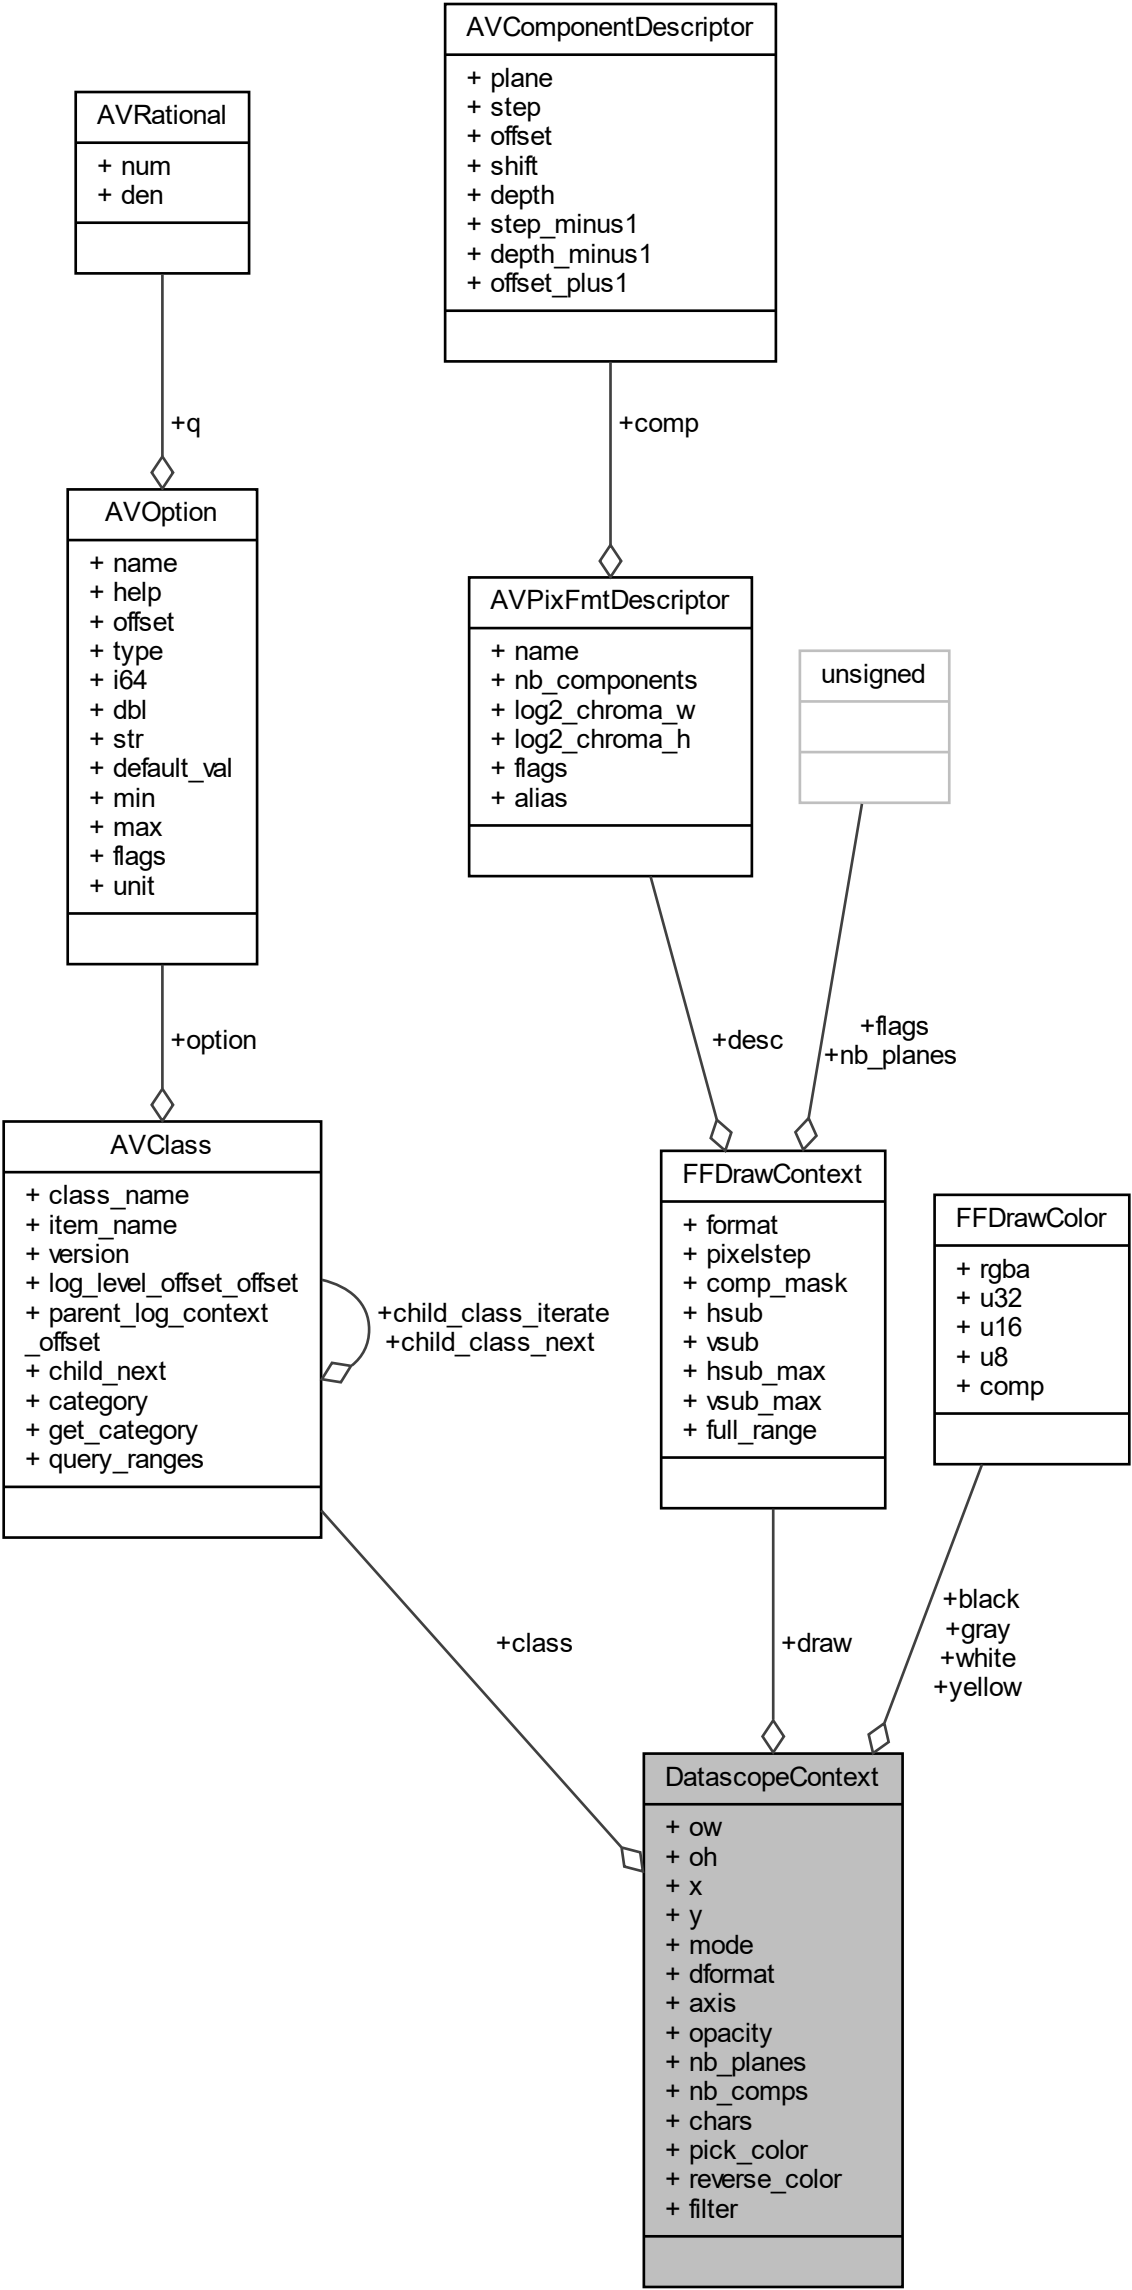 AVComponentDescriptor
+ plane
+ step
+ offset
+ shift
+ depth
+ step_minus1
+ depth_minus1
+ offset_plus1
AVRational
+ num
+ den
+q
+comp
AVOption
+ name
+ help
+ offset
+ type
+ i64
+ dbl
+ str
+ default_val
+ min
+ max
+ flags
+ unit
AVPixFmtDescriptor
+ name
+ nb_components
+ log2_chroma_w
+ log2_chroma_h
+ flags
+ alias
unsigned
+option
+desc
+flags
+nb_planes
AVClass
+ class_name
+ item_name
+ version
+ log_level_offset_offset
+ parent_log_context
_offset
+ child_next
+ category
+ get_category
+ query_ranges
+child_class_iterate
+child_class_next
FFDrawContext
+ format
+ pixelstep
+ comp_mask
+ hsub
+ vsub
+ hsub_max
+ vsub_max
+ full_range
FFDrawColor
+ rgba
+ u32
+ u16
+ u8
+ comp
+class
+draw
+black
+gray
+white
+yellow
DatascopeContext
+ ow
+ oh
+ x
+ y
+ mode
+ dformat
+ axis
+ opacity
+ nb_planes
+ nb_comps
+ chars
+ pick_color
+ reverse_color
+ filter